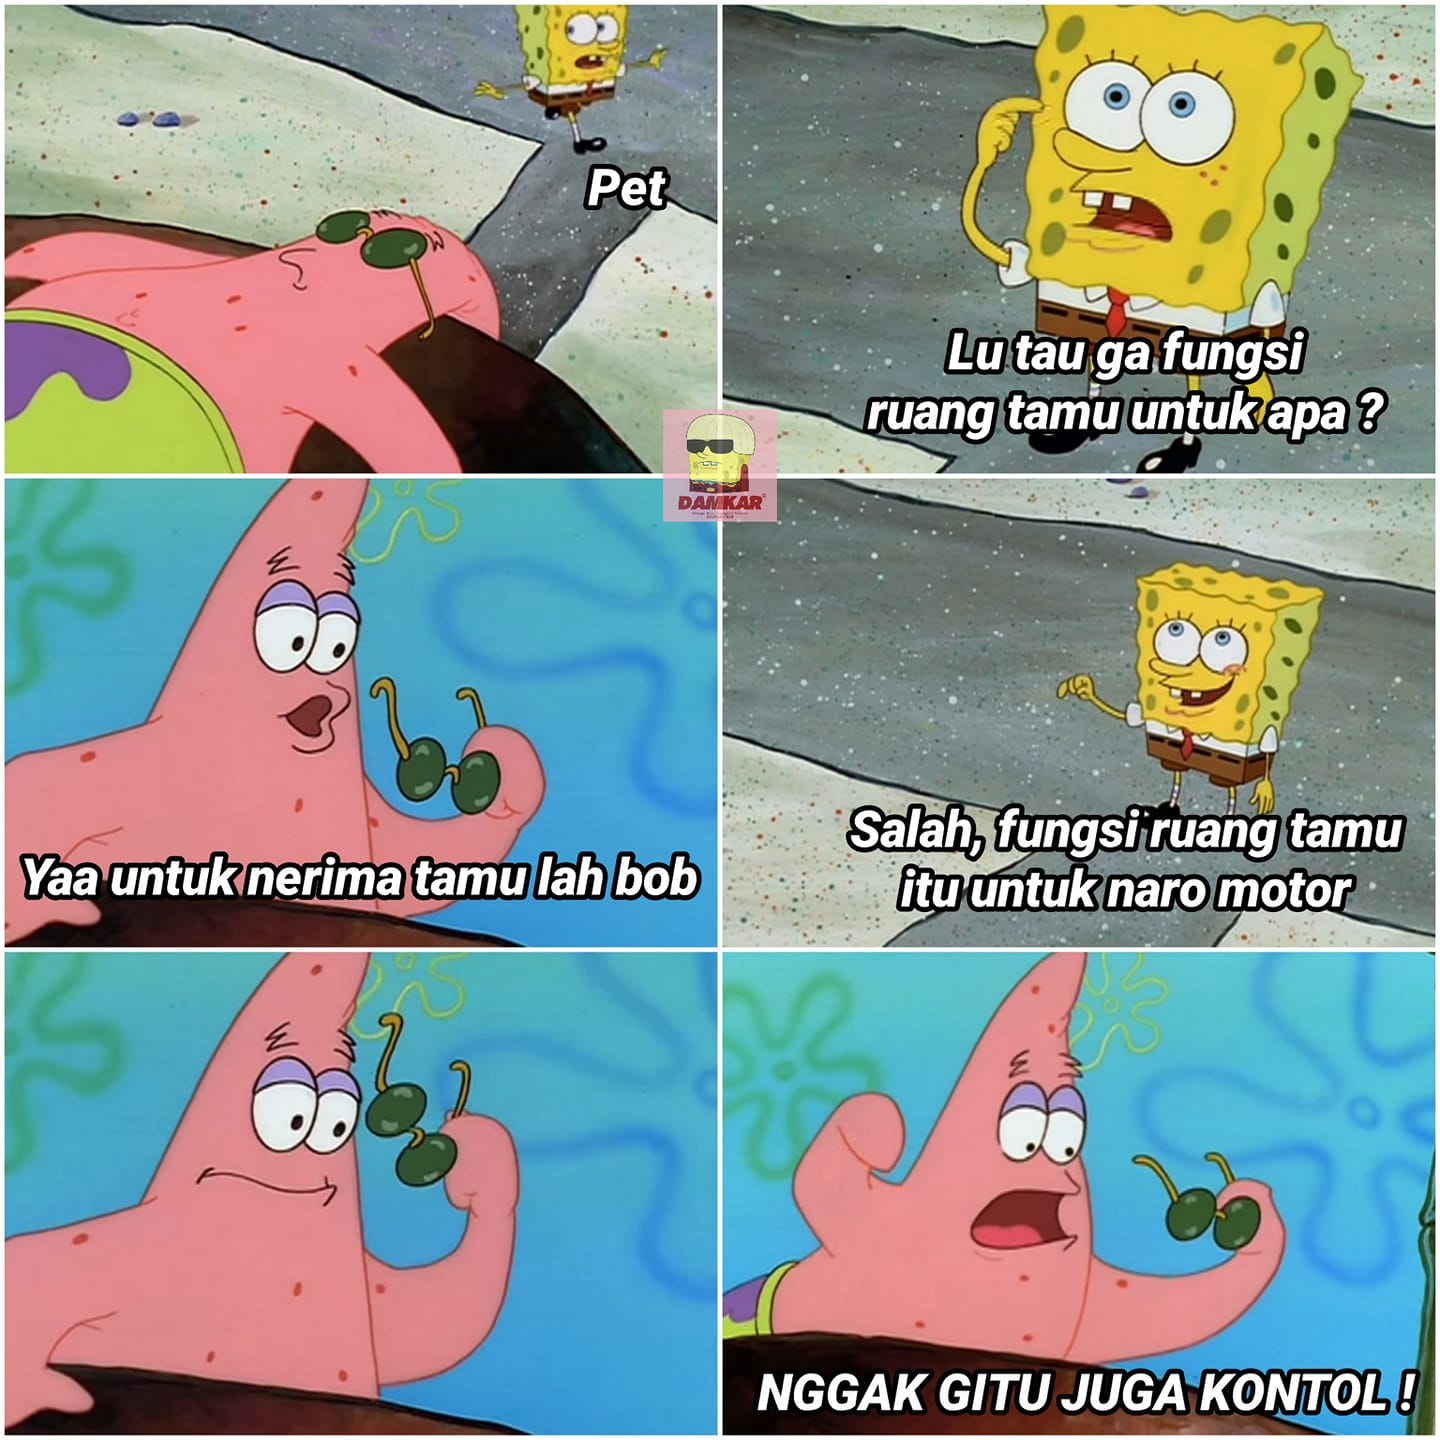 Pet
Lu tau ga fungsi
ruang tamu untuk apa ?
DAMKAR
Yaa untuk nerima tamu lah bob
Salah, fungsi ruang tamu
itu untuk naro motor
NGGAK GITU JUGA KONTOL !